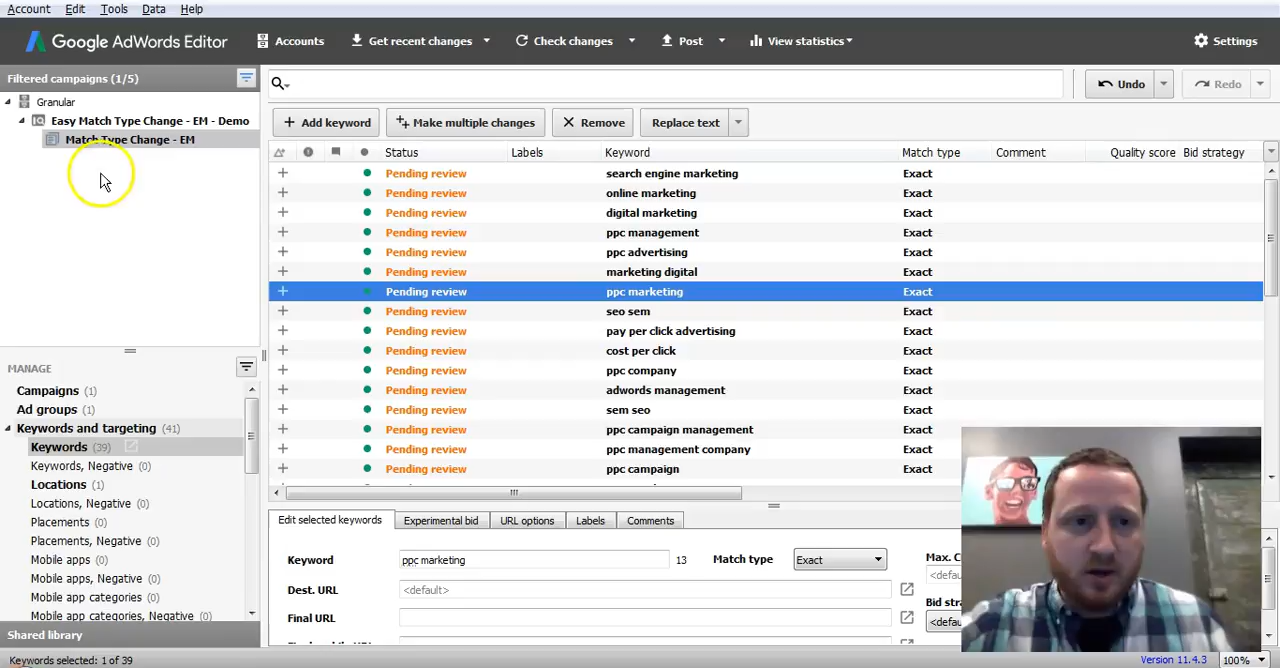 Account Edit Tools Data Help
Google AdWords Editor Accounts Get recent changes Check changes Post View statistics Settings
Filtered campaigns (1/5)
Undo Redo
Granular
Easy Match Type Change - EM - Demo
Match Type Change - EM
Add keyword Make multiple changes Remove Replace text
Status Labels Keyword Match type Comment Quality score Bid strategy
Pending review search engine marketing Exact
Pending review online marketing Exact
Pending review digital marketing Exact
Pending review ppc management Exact
Pending review ppc advertising Exact
Pending review marketing digital Exact
Pending review ppc marketing Exact
Pending review seo sem Exact
Pending review pay per click advertising Exact
Pending review cost per click Exact
Pending review ppc company Exact
Pending review adwords management Exact
Pending review sem seo Exact
Pending review ppc campaign management Exact
Pending review ppc management company Exact
Pending review ppc campaign Exact
MANAGE
Campaigns (1)
Ad groups (1)
Keywords and targeting (41)
Keywords (39)
Keywords, Negative (0)
Locations (1)
Locations, Negative (0)
Placements (0)
Placements, Negative (0)
Mobile apps (0)
Mobile apps, Negative (0)
Mobile app categories (0)
Mobile app categories, Negative (0)
Shared library
Edit selected keywords Experimental bid URL options Labels Comments
Keyword ppc marketing 13 Match type Exact Max. C
Dest. URL <default> <defau
Final URL Bid stra
<defau
Keywords selected: 1 of 39
Version 11.4.3 100%